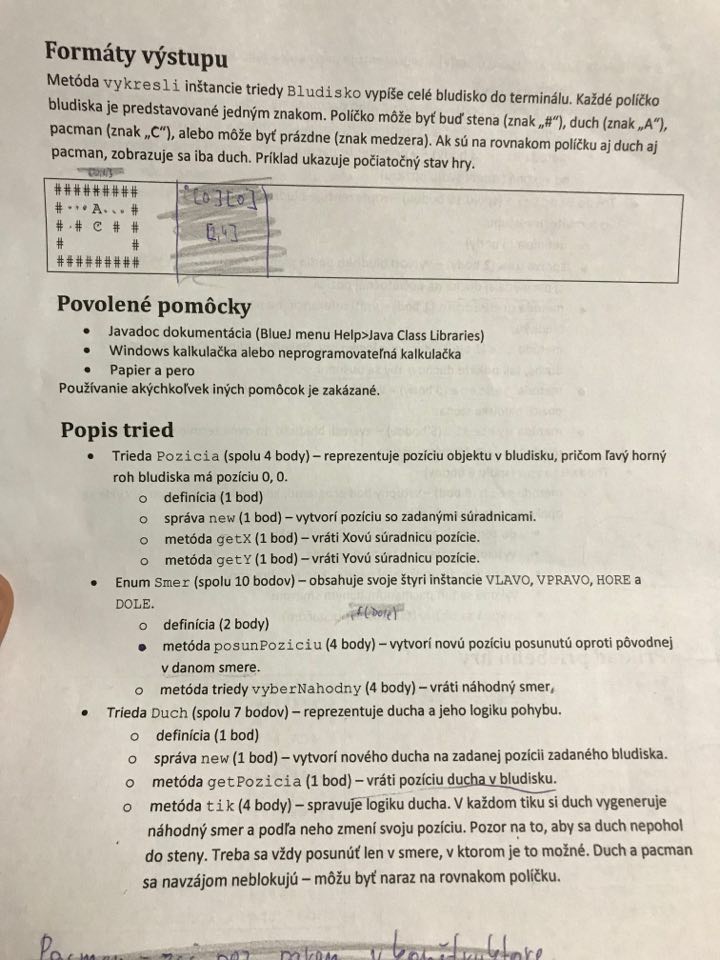 Formáty výstupu
Metóda vykresli inštancie triedy Bludisko vypíše celé bludisko do terminálu. Každé políčko
bludiska je predstavované jedným znakom. Políčko môže byť buď stena (znak „#“), duch (znak „A“),
pacman (znak „C“), alebo môže byť prázdne (znak medzera). Ak sú na rovnakom políčku aj duch aj
pacman, zobrazuje sa iba duch. Príklad ukazuje počiatočný stav hry.
######### [0][0]
# ... A... #
# .# C # # [2,4]
# #
#########
Povolené pomôcky
• Javadoc dokumentácia (BlueJ menu Help>Java Class Libraries)
• Windows kalkulačka alebo neprogramovateľná kalkulačka
• Papier a pero
Používanie akýchkoľvek iných pomôcok je zakázané.
Popis tried
• Trieda Pozicia (spolu 4 body) – reprezentuje pozíciu objektu v bludisku, pričom ľavý horný
roh bludiska má pozíciu 0, 0.
o definícia (1 bod)
o správa new (1 bod) – vytvorí pozíciu so zadanými súradnicami.
o metóda getX (1 bod) – vráti Xovú súradnicu pozície.
o metóda getY (1 bod) – vráti Yovú súradnicu pozície.
• Enum Smer (spolu 10 bodov) – obsahuje svoje štyri inštancie VLAVO, VPRAVO, HORE a
DOLE.
o definícia (2 body)
• metóda posunPoziciu (4 body) – vytvorí novú pozíciu posunutú oproti pôvodnej
v danom smere.
o metóda triedy vyberNahodny (4 body) – vráti náhodný smer.
• Trieda Duch (spolu 7 bodov) – reprezentuje ducha a jeho logiku pohybu.
o definícia (1 bod)
o správa new (1 bod) – vytvorí nového ducha na zadanej pozícii zadaného bludiska.
o metóda getPozicia (1 bod) – vráti pozíciu ducha v bludisku.
o metóda tik (4 body) – spravuje logiku ducha. V každom tiku si duch vygeneruje
náhodný smer a podľa neho zmení svoju pozíciu. Pozor na to, aby sa duch nepohol
do steny. Treba sa vždy posunúť len v smere, v ktorom je to možné. Duch a pacman
sa navzájom neblokujú – môžu byť naraz na rovnakom políčku.